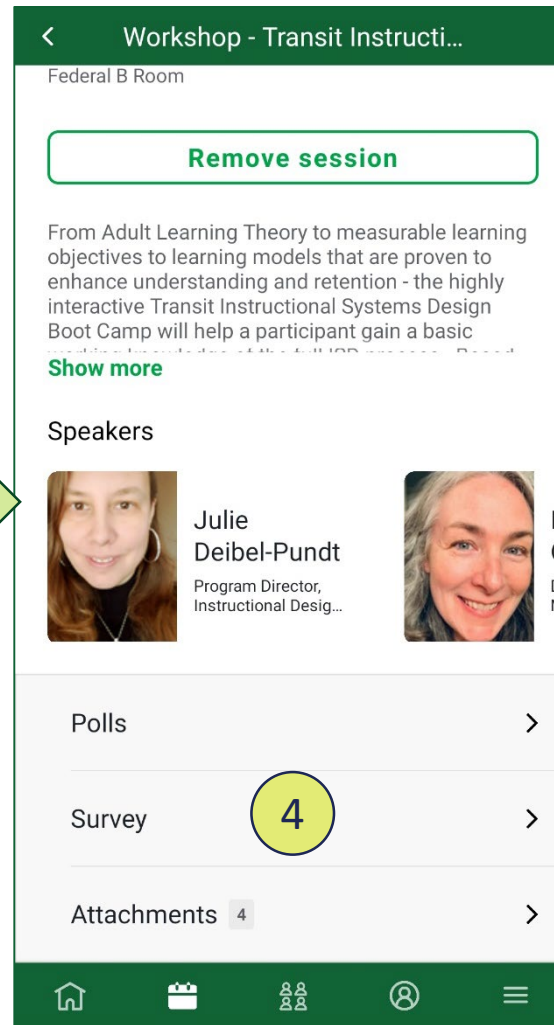 Workshop - Transit Instructi...
Federal B Room
Remove session
From Adult Learning Theory to measurable learning
objectives to learning models that are proven to
enhance understanding and retention - the highly
interactive Transit Instructional Systems Design
Boot Camp will help a participant gain a basic
Show more
Speakers
Julie
Deibel-Pundt
Program Director,
Instructional Desig...
Polls
Survey
4
Attachments 4